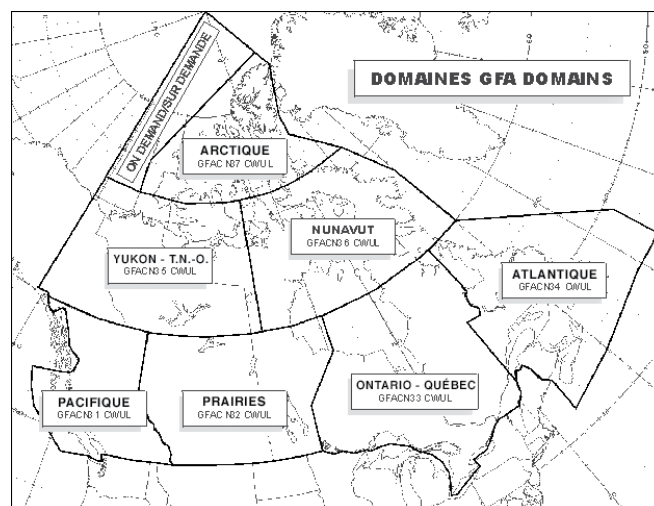 DOMAINES GFA DOMAINS
ON DEMAND/SUR DEMANDE
ARCTIQUE
GFACN37 CWUL
NUNAVUT
GFACN36 CWUL
YUKON - T.N.-O.
GFACN35 CWUL
ATLANTIQUE
GFACN34 CWUL
PACIFIQUE
GFACN31 CWUL
PRAIRIES
GFACN32 CWUL
ONTARIO - QUÉBEC
GFACN33 CWUL